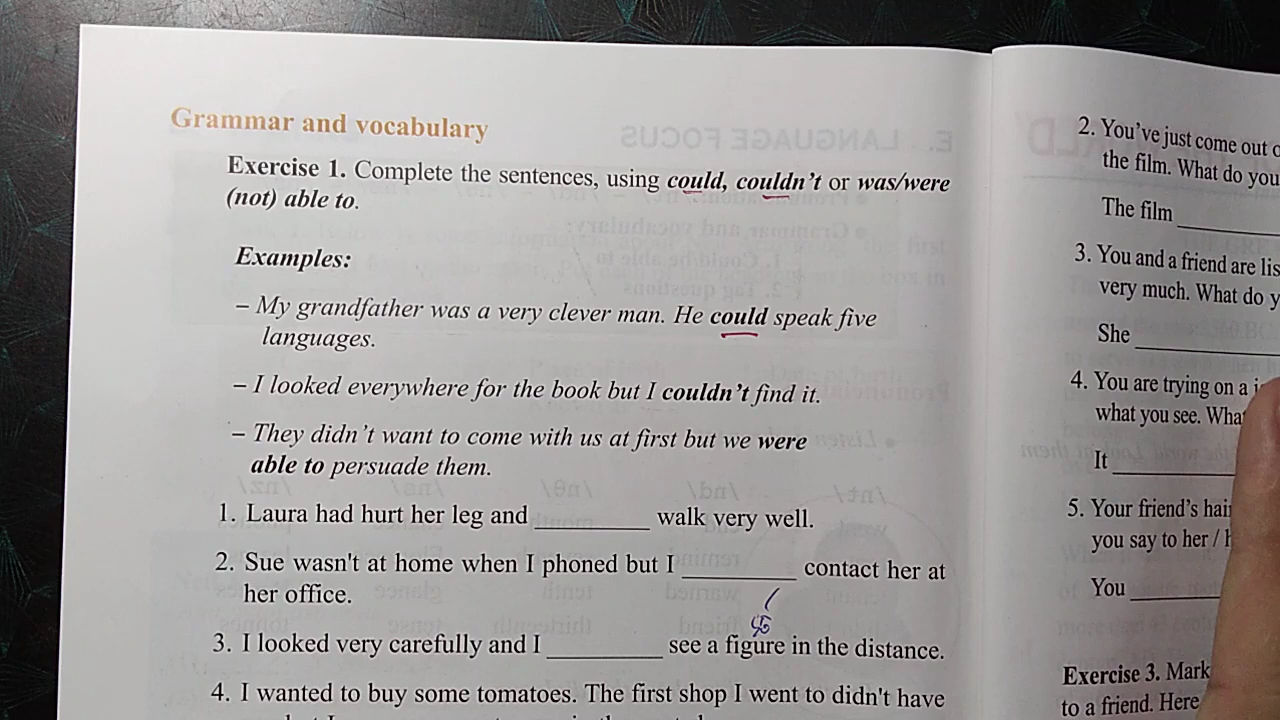 Grammar and vocabulary
Exercise 1. Complete the sentences, using could, couldn't or was/were
(not) able to.
Examples:
– My grandfather was a very clever man. He could speak five
languages.
– I looked everywhere for the book but I couldn't find it.
– They didn't want to come with us at first but we were
able to persuade them.
1. Laura had hurt her leg and ________ walk very well.
2. Sue wasn't at home when I phoned but I ________ contact her at
her office.
3. I looked very carefully and I ________ see a figure in the distance.
4. I wanted to buy some tomatoes. The first shop I went to didn't have
2. You've just come out
the film. What do you
The film ________
3. You and a friend are
very much. What do
She ________
4. You are trying on a
what you see.
It ________
5. Your friend's
you say to her /
You ________
Exercise 3. Mark
to a friend. Here